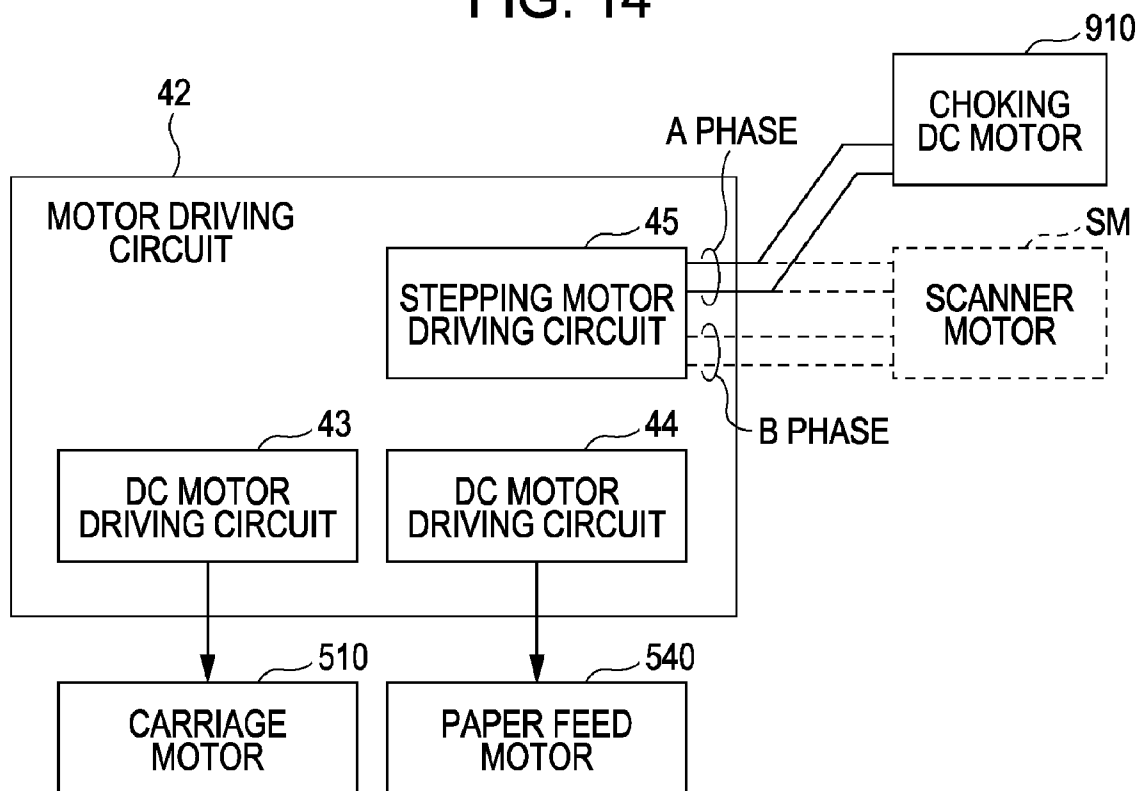 FIG. 14
910
CHOKING
DC MOTOR
42
A PHASE
MOTOR DRIVING
CIRCUIT
45
SM
STEPPING MOTOR
DRIVING CIRCUIT
SCANNER
MOTOR
B PHASE
43
44
DC MOTOR
DRIVING CIRCUIT
DC MOTOR
DRIVING CIRCUIT
510
540
CARRIAGE
MOTOR
PAPER FEED
MOTOR